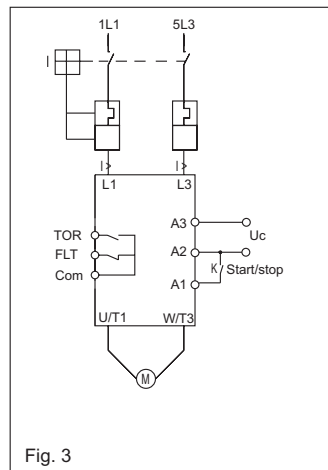 1L1 5L3
I
I> I>
L1 L3
TOR
FLT
Com
A3
A2
A1
Uc
K Start/stop
U/T1 W/T3
M
Fig. 3